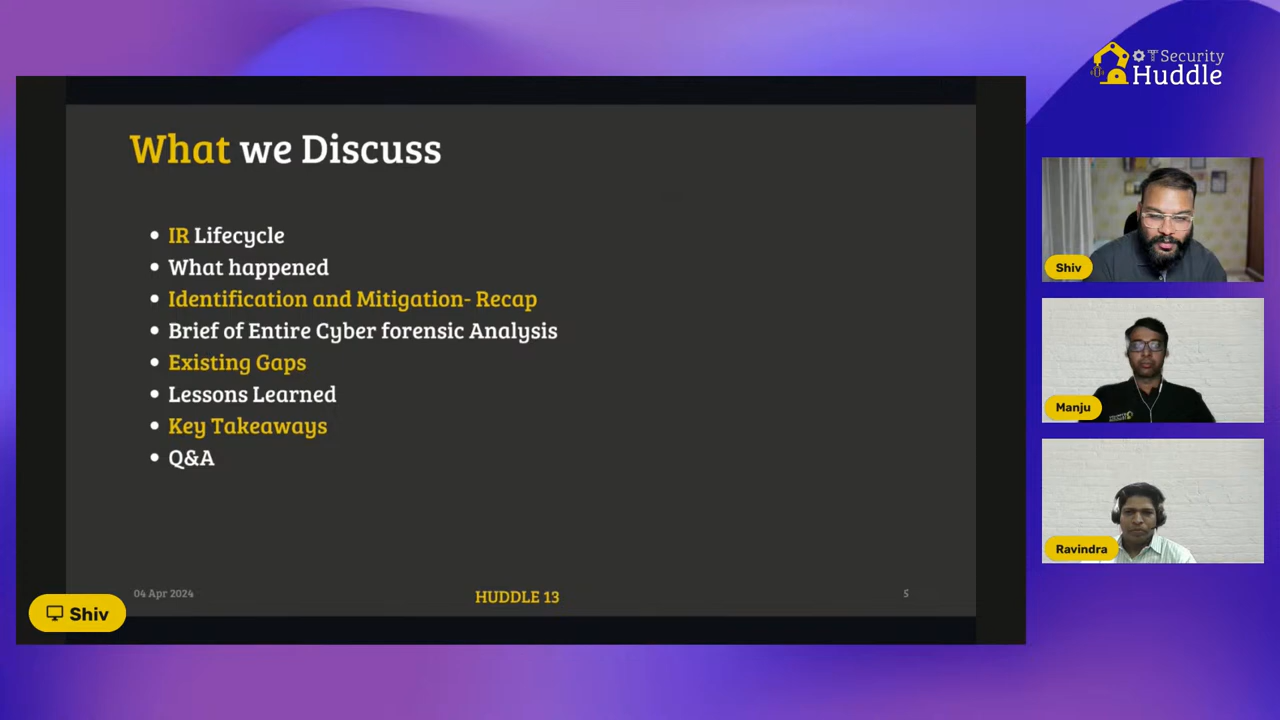 What we Discuss
• IR Lifecycle
• What happened
• Identification and Mitigation- Recap
• Brief of Entire Cyber forensic Analysis
• Existing Gaps
• Lessons Learned
• Key Takeaways
• Q&A
04 Apr 2024
HUDDLE 13
5
Shiv
OT Security
Huddle
Shiv
Manju
Ravindra